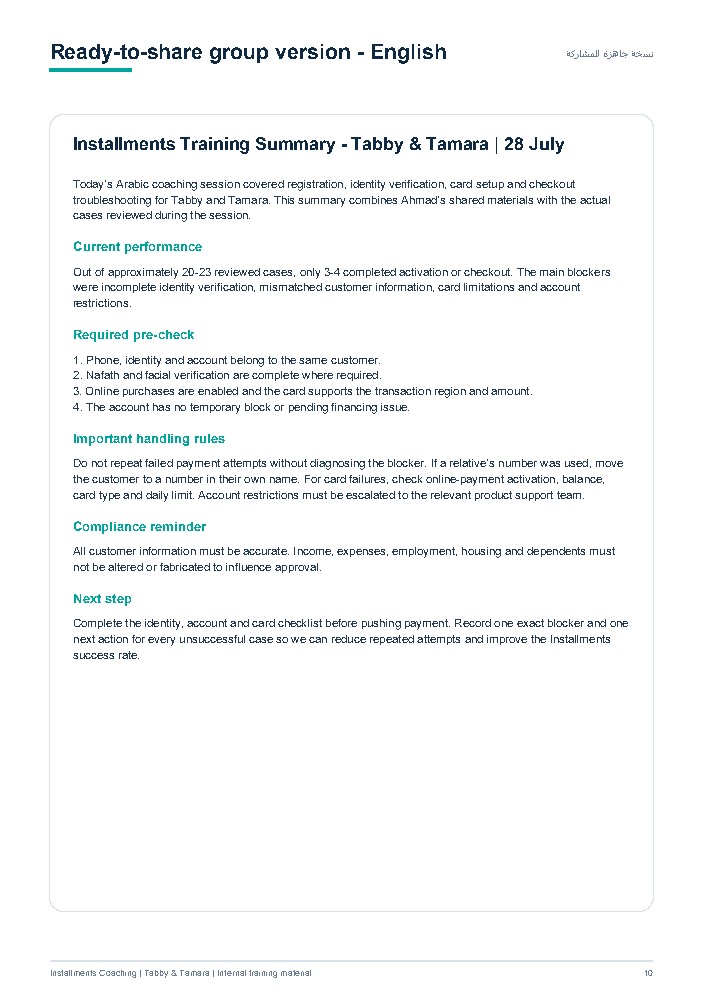 Ready-to-share group version - English
نسخة جاهزة للمشاركة
Installments Training Summary - Tabby & Tamara | 28 July
Today's Arabic coaching session covered registration, identity verification, card setup and checkout
troubleshooting for Tabby and Tamara. This summary combines Ahmad's shared materials with the actual
cases reviewed during the session.
Current performance
Out of approximately 20-23 reviewed cases, only 3-4 completed activation or checkout. The main blockers
were incomplete identity verification, mismatched customer information, card limitations and account
restrictions.
Required pre-check
1. Phone, identity and account belong to the same customer.
2. Nafath and facial verification are complete where required.
3. Online purchases are enabled and the card supports the transaction region and amount.
4. The account has no temporary block or pending financing issue.
Important handling rules
Do not repeat failed payment attempts without diagnosing the blocker. If a relative's number was used, move
the customer to a number in their own name. For card failures, check online-payment activation, balance,
card type and daily limit. Account restrictions must be escalated to the relevant product support team.
Compliance reminder
All customer information must be accurate. Income, expenses, employment, housing and dependents must
not be altered or fabricated to influence approval.
Next step
Complete the identity, account and card checklist before pushing payment. Record one exact blocker and one
next action for every unsuccessful case so we can reduce repeated attempts and improve the Installments
success rate.
Installments Coaching | Tabby & Tamara | Internal training material
10